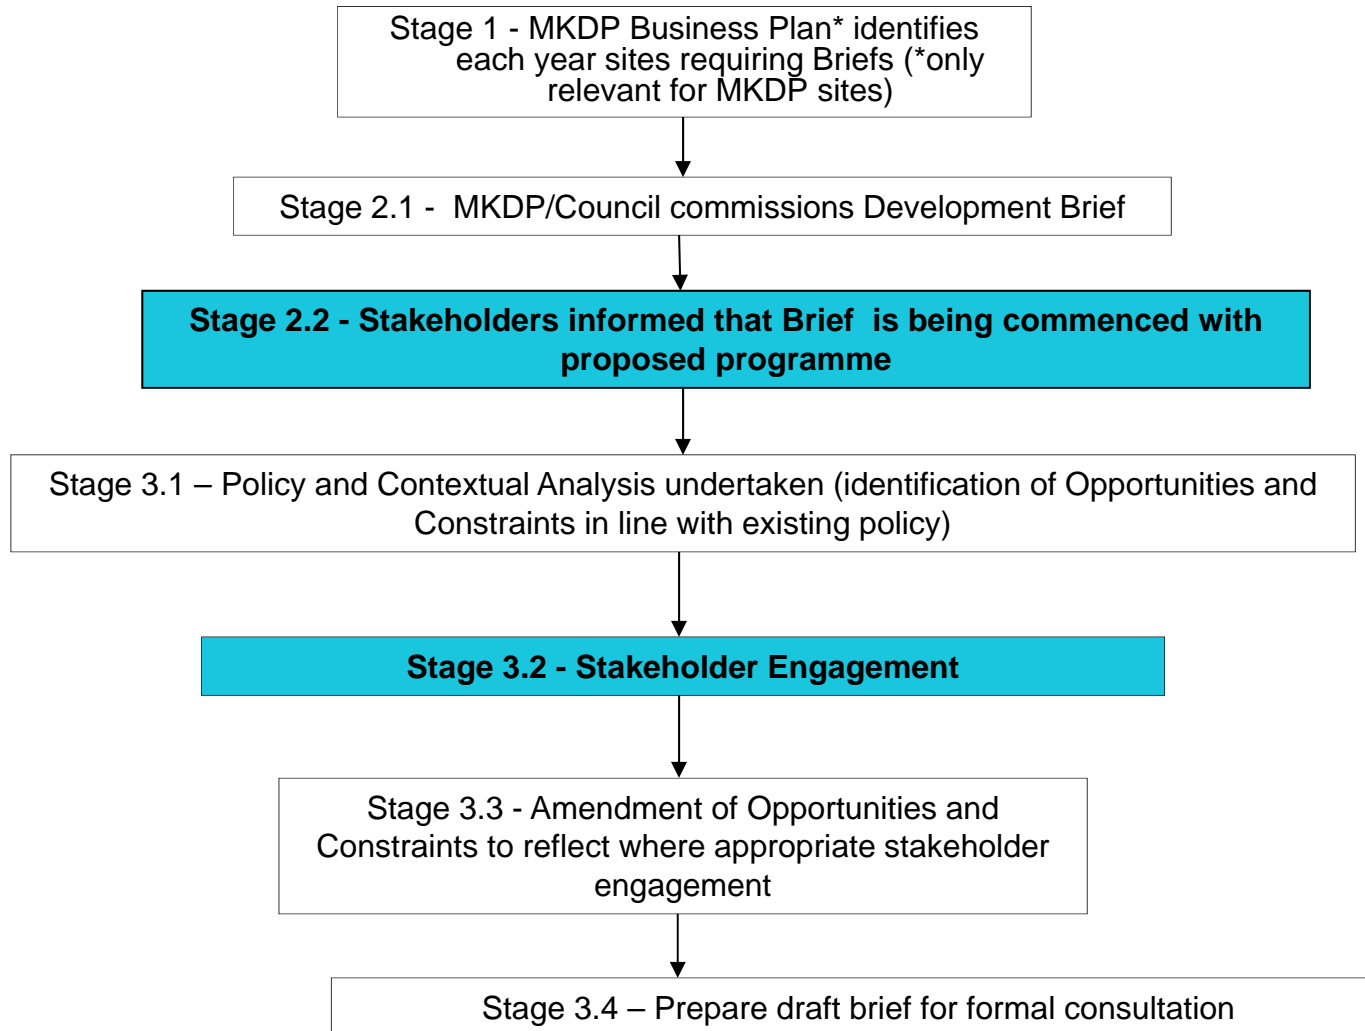 Stage 1 - MKDP Business Plan* identifies
each year sites requiring Briefs (*only
relevant for MKDP sites)
Stage 2.1 - MKDP/Council commissions Development Brief
Stage 2.2 - Stakeholders informed that Brief is being commenced with
proposed programme
Stage 3.1 – Policy and Contextual Analysis undertaken (identification of Opportunities and
Constraints in line with existing policy)
Stage 3.2 - Stakeholder Engagement
Stage 3.3 - Amendment of Opportunities and
Constraints to reflect where appropriate stakeholder
engagement
Stage 3.4 – Prepare draft brief for formal consultation